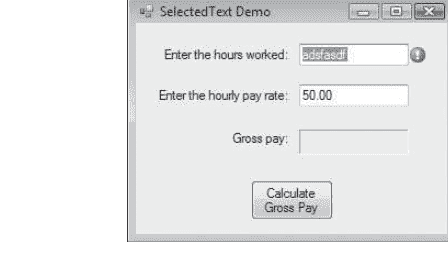 SelectedText Demo
Enter the hours worked: adsfasdf
Enter the hourly pay rate: 50.00
Gross pay:
Calculate
Gross Pay